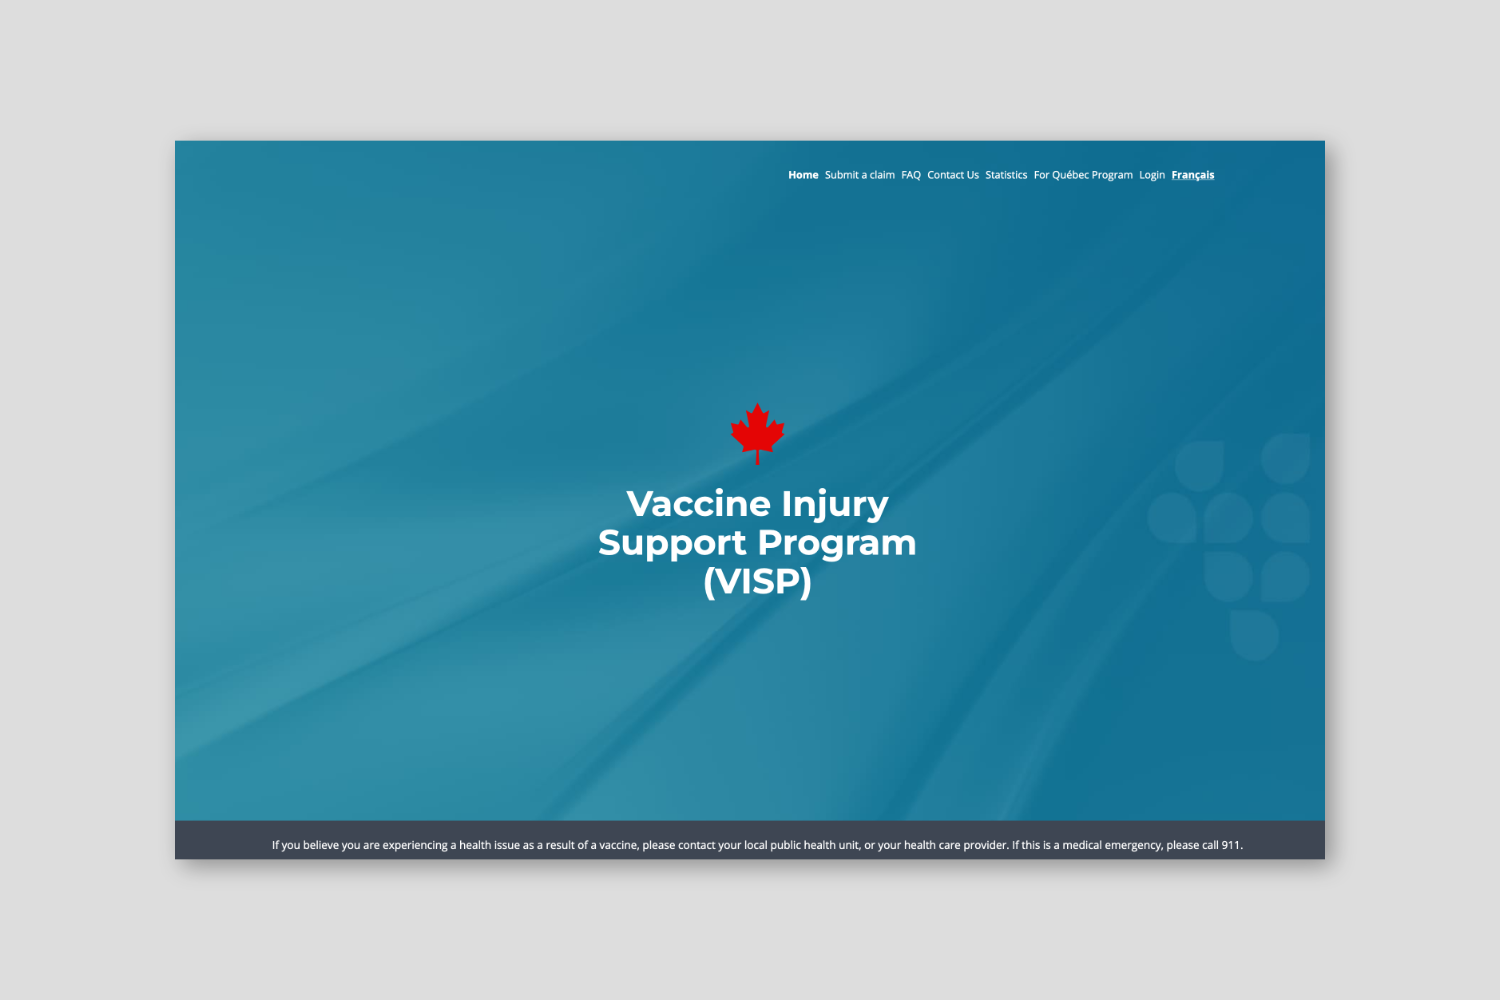 Home Submit a claim FAQ Contact Us Statistics For Québec Program Login Français
Vaccine Injury
Support Program
(VISP)
If you believe you are experiencing a health issue as a result of a vaccine, please contact your local public health unit, or your health care provider. If this is a medical emergency, please call 911.